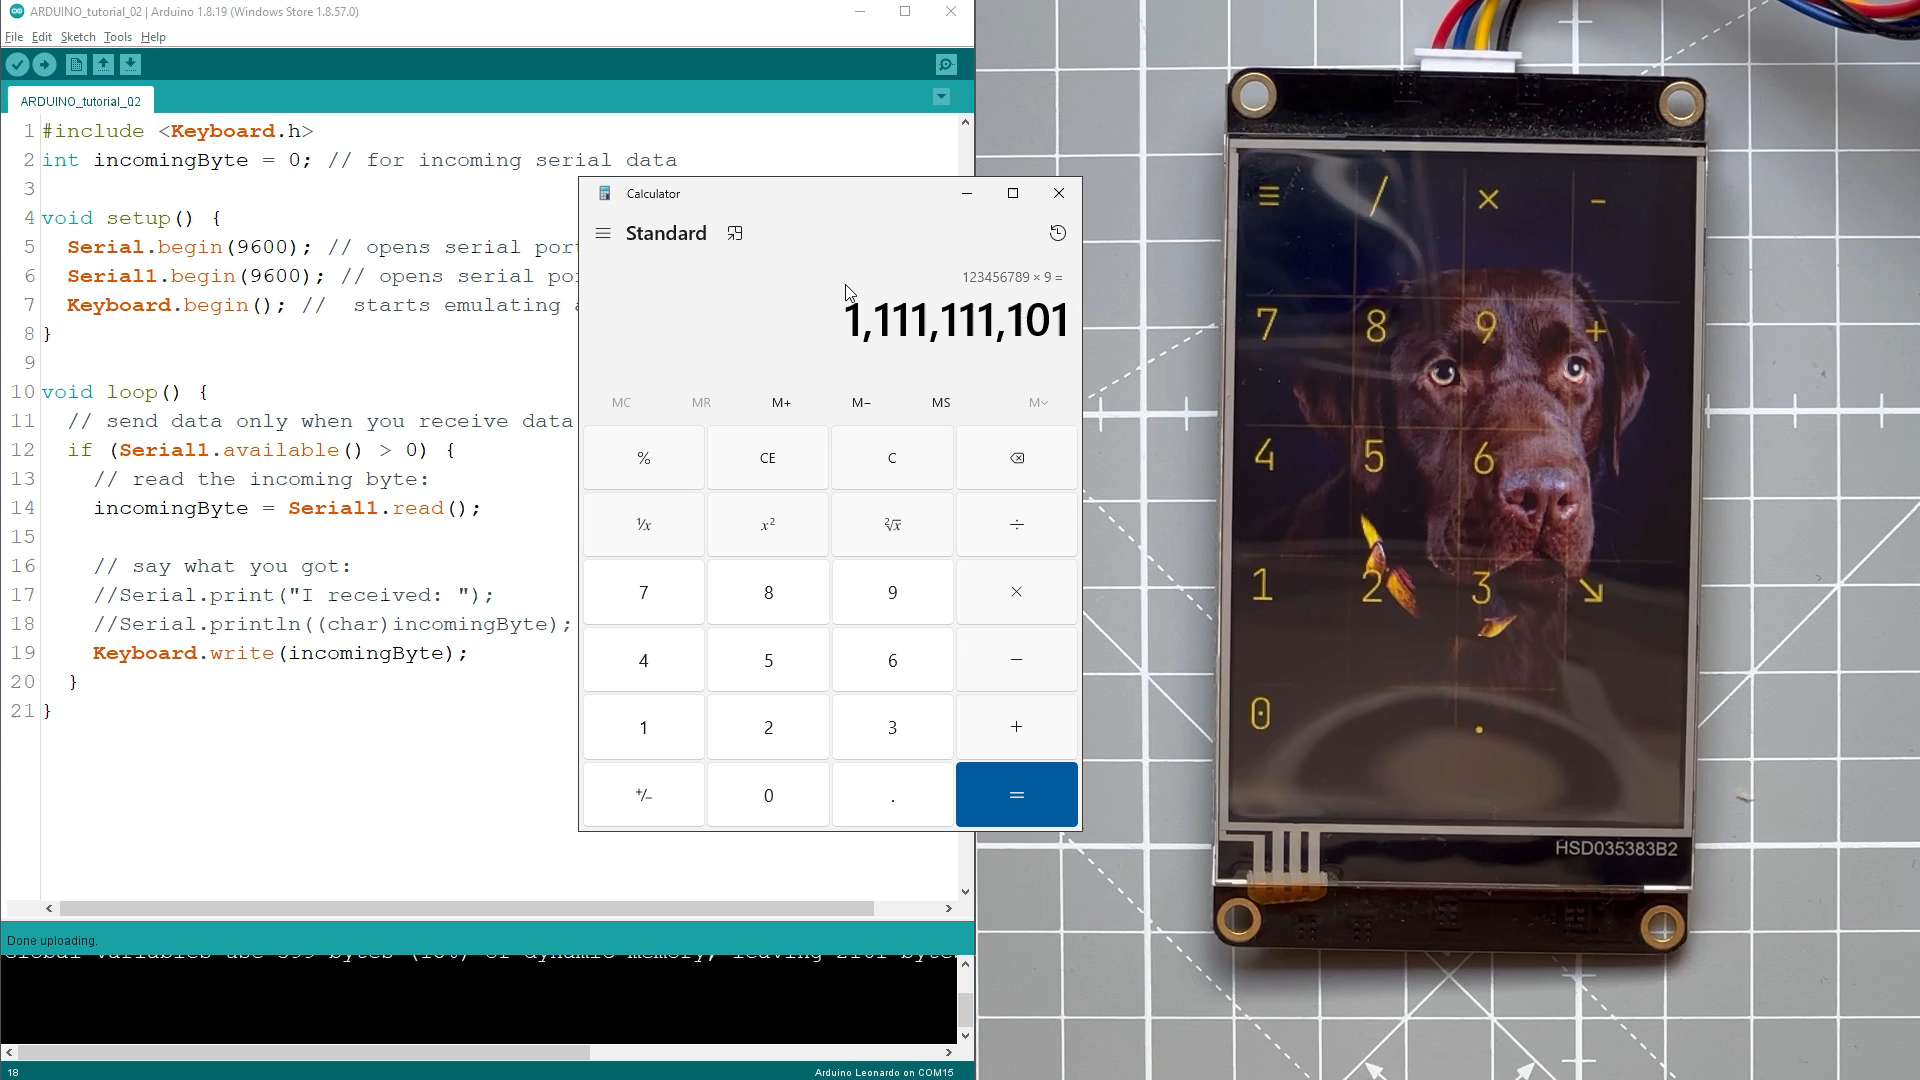 ARDUINO_tutorial_02 | Arduino 1.8.19 (Windows Store 1.8.57.0)
File Edit Sketch Tools Help
ARDUINO_tutorial_02
1 #include <Keyboard.h>
2 int incomingByte = 0; // for incoming serial data
3
4 void setup() {
5 Serial.begin(9600); // opens serial
6 Serial1.begin(9600); // opens serial
7 Keyboard.begin(); // starts emulating
8 }
9
10 void loop() {
11 // send data only when you receive data
12 if (Serial1.available() > 0) {
13 // read the incoming byte:
14 incomingByte = Serial1.read();
15
16 // say what you got:
17 //Serial.print("I received: ");
18 //Serial.println((char)incomingByte);
19 Keyboard.write(incomingByte);
20 }
21 }
Done uploading.
18
Arduino Leonardo on COM15
Calculator
Standard
123456789 × 9 =
1,111,111,101
MC MR M+ M− MS M˅
% CE C
¹/x x² ²√x ÷
7 8 9 ×
4 5 6 −
1 2 3 +
+/− 0 . =
= / × -
7 8 9 +
4 5 6
1 2 3 ↘
0 .
HSD035383B2